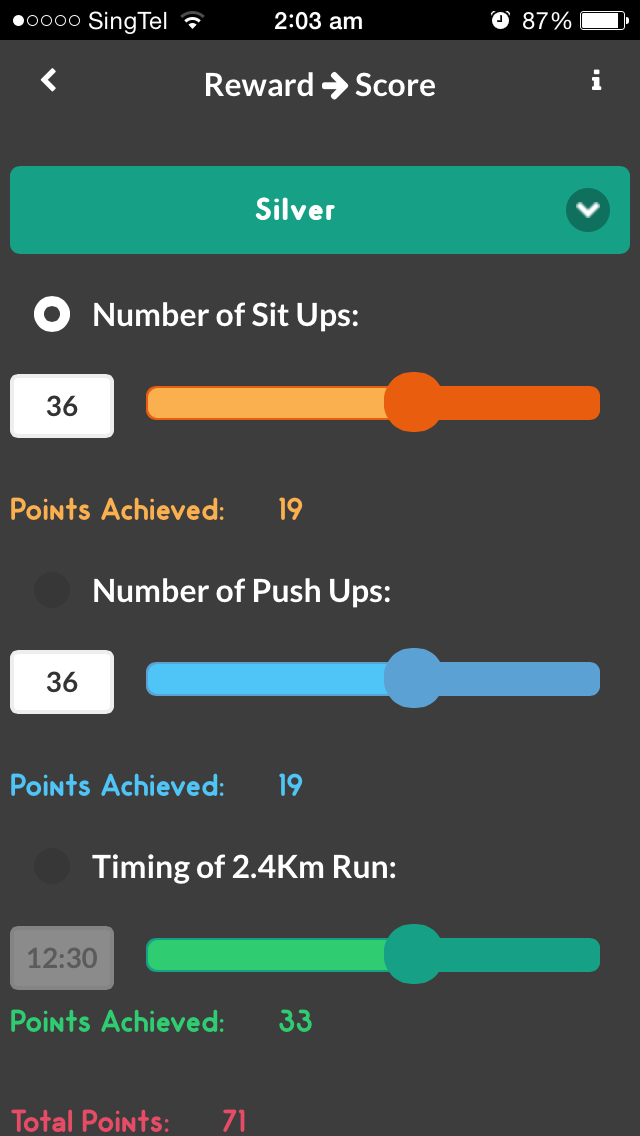 SingTel 2:03 am 87%
Reward → Score
Silver
Number of Sit Ups:
36
Points Achieved: 19
Number of Push Ups:
36
Points Achieved: 19
Timing of 2.4Km Run:
12:30
Points Achieved: 33
Total Points: 71